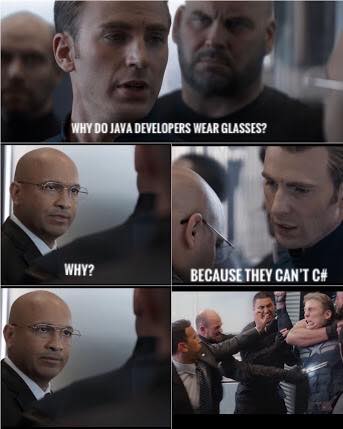 WHY DO JAVA DEVELOPERS WEAR GLASSES?
WHY?
BECAUSE THEY CAN'T C#